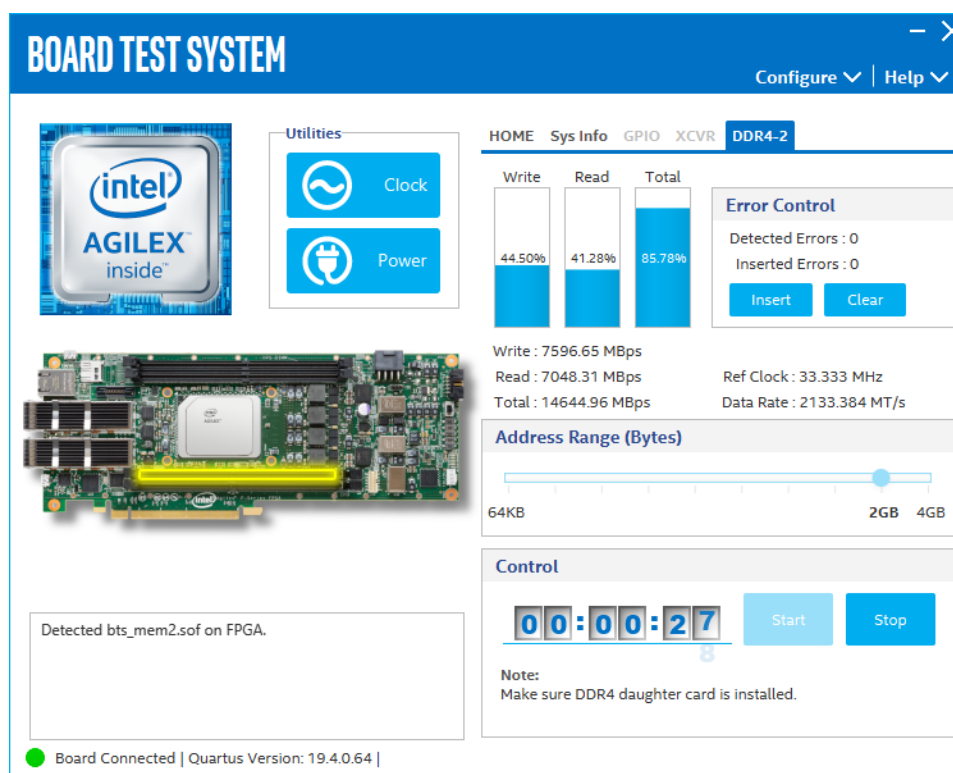 BOARD TEST SYSTEM
Configure Help
intel
AGILEX™
inside™
Utilities
Clock
Power
HOME Sys Info GPIO XCVR DDR4-2
Write Read Total
44.50% 41.28% 85.78%
Error Control
Detected Errors : 0
Inserted Errors : 0
Insert Clear
Write : 7596.65 MBps
Read : 7048.31 MBps
Total : 14644.96 MBps
Ref Clock : 33.333 MHz
Data Rate : 2133.384 MT/s
Address Range (Bytes)
64KB 2GB 4GB
Control
00:00:27
8
Start Stop
Note:
Make sure DDR4 daughter card is installed.
intel
Detected bts_mem2.sof on FPGA.
Board Connected | Quartus Version: 19.4.0.64 |